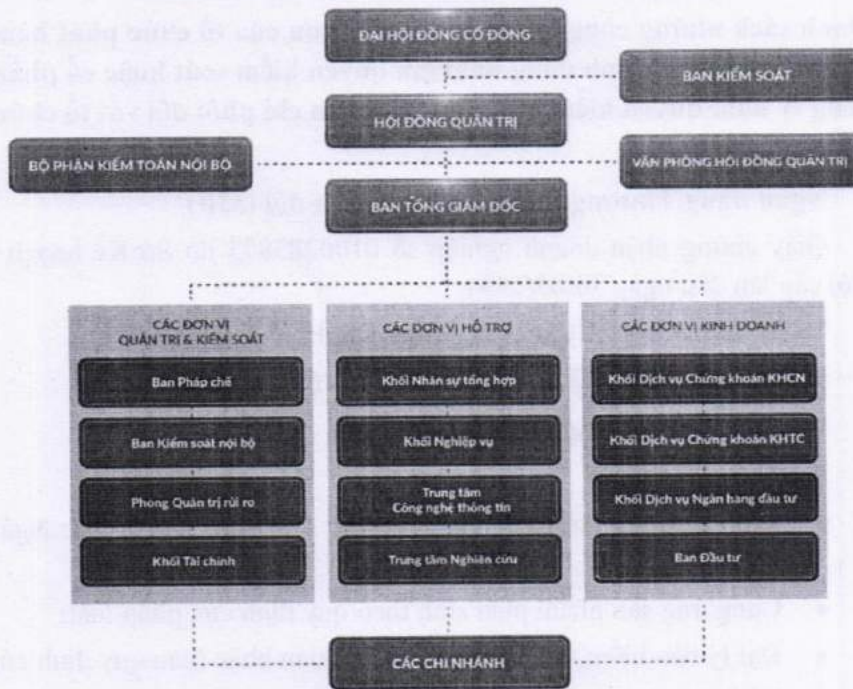 ĐẠI HỘI ĐỒNG CỔ ĐÔNG
BAN KIỂM SOÁT
HỘI ĐỒNG QUẢN TRỊ
BỘ PHẬN KIỂM TOÁN NỘI BỘ
VĂN PHÒNG HỘI ĐỒNG QUẢN TRỊ
BAN TỔNG GIÁM ĐỐC
CÁC ĐƠN VỊ
QUẢN TRỊ & KIỂM SOÁT
Ban Pháp chế
Ban Kiểm soát nội bộ
Phòng Quản trị rủi ro
Khối Tài chính
CÁC ĐƠN VỊ HỖ TRỢ
Khối Nhân sự tổng hợp
Khối Nghiệp vụ
Trung tâm
Công nghệ thông tin
Trung tâm Nghiên cứu
CÁC ĐƠN VỊ KINH DOANH
Khối Dịch vụ Chứng khoán KHCN
Khối Dịch vụ Chứng khoán KHTC
Khối Dịch vụ Ngân hàng đầu tư
Ban Đầu tư
CÁC CHI NHÁNH